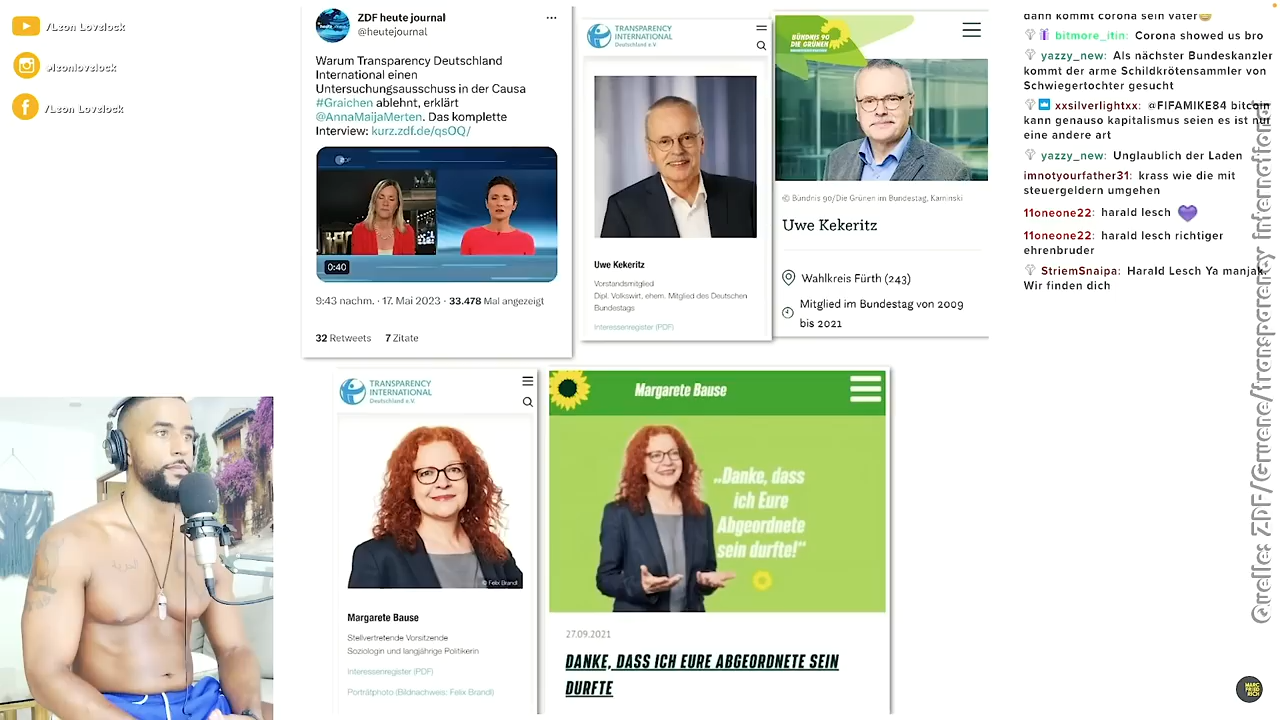 /Leon Lovelock
#leonlovelock
/Leon Lovelock
ZDF heute journal
@heutejournal
Warum Transparency Deutschland
International einen
Untersuchungsausschuss in der Causa
#Graichen ablehnt, erklärt
@AnnaMaijaMerten. Das komplette
Interview: kurz.zdf.de/qsOQ/
ZDF
0:40
9:43 nachm. · 17. Mai 2023 · 33.478 Mal angezeigt
32 Retweets 7 Zitate
TRANSPARENCY
INTERNATIONAL
Deutschland e.V.
Uwe Kekeritz
Vorstandsmitglied
Dipl. Volkswirt, ehem. Mitglied des Deutschen
Bundestags
Interessenregister (PDF)
BÜNDNIS 90
DIE GRÜNEN
© Bündnis 90/Die Grünen im Bundestag, Kaminski
Uwe Kekeritz
Wahlkreis Fürth (243)
Mitglied im Bundestag von 2009
bis 2021
TRANSPARENCY
INTERNATIONAL
Deutschland e.V.
© Felix Brandl
Margarete Bause
Stellvertretende Vorsitzende
Soziologin und langjährige Politikerin
Interessenregister (PDF)
Porträtphoto (Bildnachweis: Felix Brandl)
Margarete Bause
„Danke, dass
ich Eure
Abgeordnete
sein durfte!“
27.09.2021
DANKE, DASS ICH EURE ABGEORDNETE SEIN
DURFTE
dann kommt corona sein vater
bitmore_itin: Corona showed us bro
yazzy_new: Als nächster Bundeskanzler
kommt der arme Schildkrötensammler von
Schwiegertochter gesucht
xxsilverlightxx: @FIFAMIKE84 bitcoin
kann genauso kapitalismus seien es ist nur
eine andere art
yazzy_new: Unglaublich der Laden
imnotyourfather31: krass wie die mit
steuergeldern umgehen
11oneone22: harald lesch
11oneone22: harald lesch richtiger
ehrenbruder
StriemSnaipa: Harald Lesch Ya manjak.
Wir finden dich
Quelle: ZDF/Gruene/transparency international
MARC
FRIED
RICH